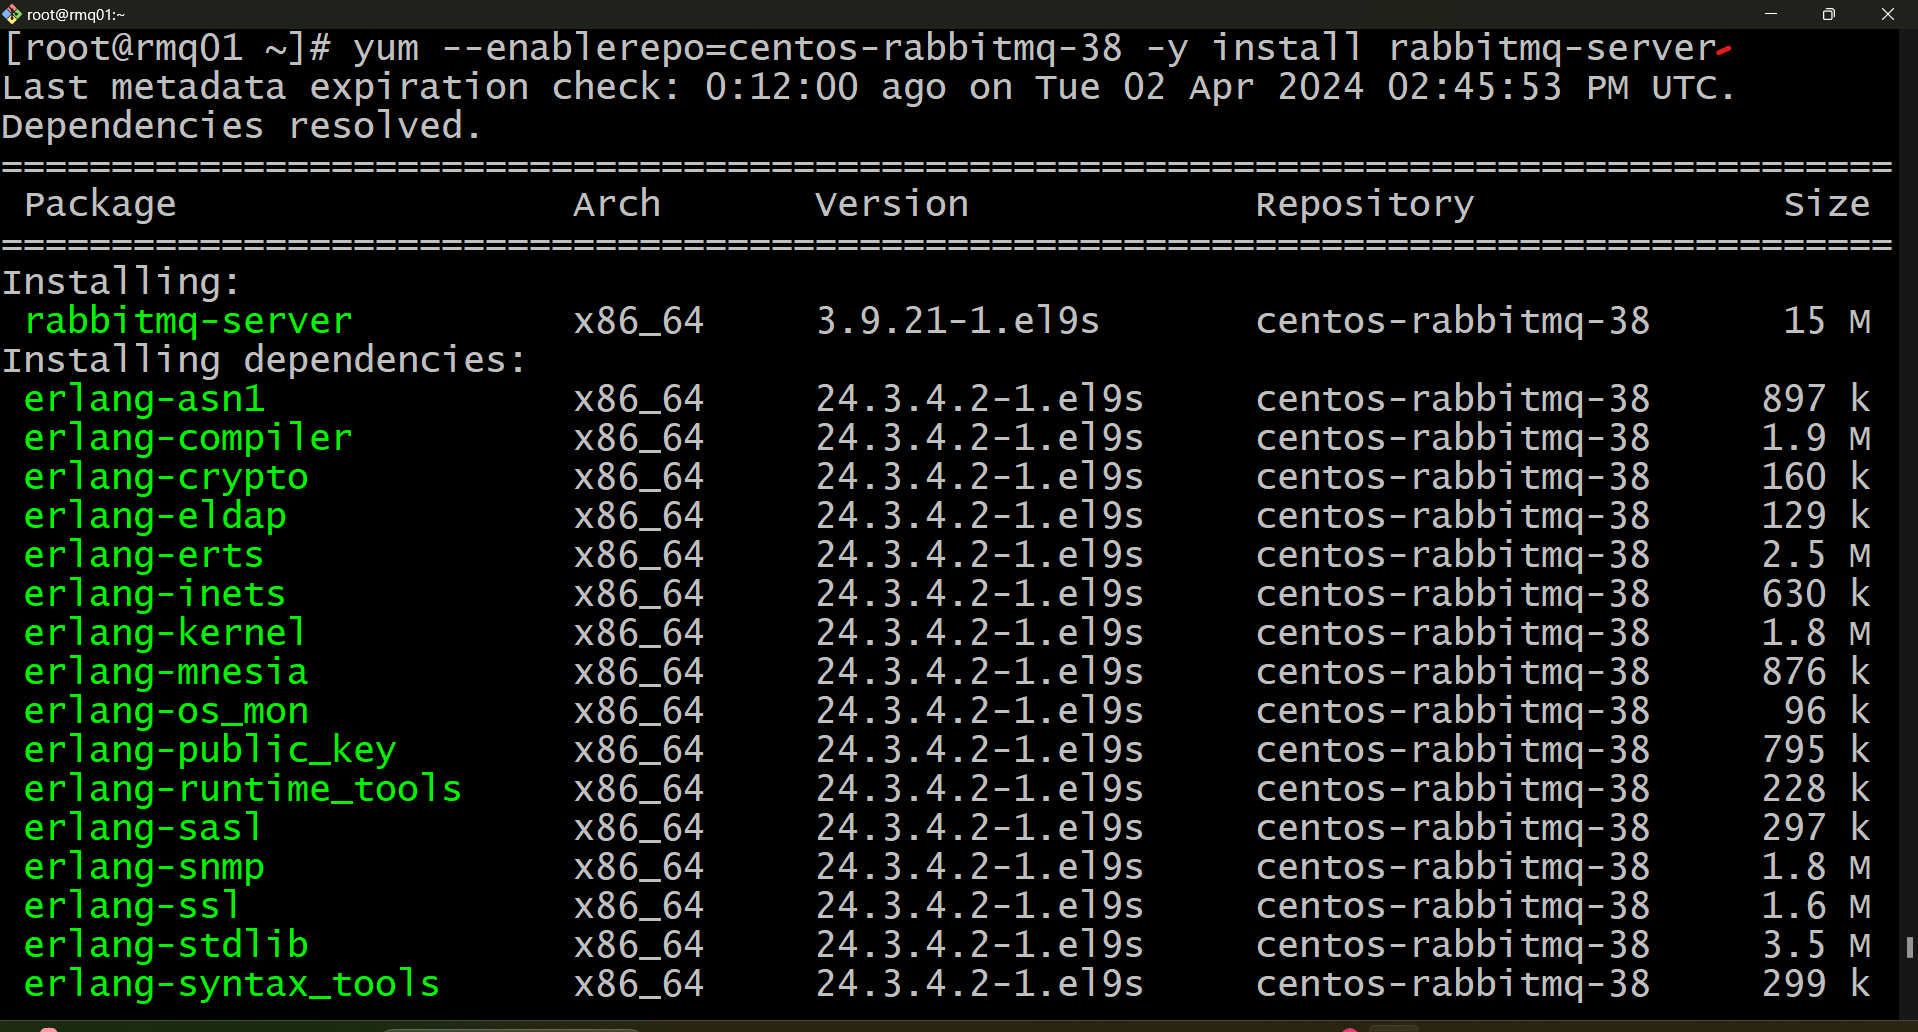 root@rmq01:~
[root@rmq01 ~]# yum --enablerepo=centos-rabbitmq-38 -y install rabbitmq-server
Last metadata expiration check: 0:12:00 ago on Tue 02 Apr 2024 02:45:53 PM UTC.
Dependencies resolved.
======================================================================================
Package Arch Version Repository Size
======================================================================================
Installing:
rabbitmq-server x86_64 3.9.21-1.el9s centos-rabbitmq-38 15 M
Installing dependencies:
erlang-asn1 x86_64 24.3.4.2-1.el9s centos-rabbitmq-38 897 k
erlang-compiler x86_64 24.3.4.2-1.el9s centos-rabbitmq-38 1.9 M
erlang-crypto x86_64 24.3.4.2-1.el9s centos-rabbitmq-38 160 k
erlang-eldap x86_64 24.3.4.2-1.el9s centos-rabbitmq-38 129 k
erlang-erts x86_64 24.3.4.2-1.el9s centos-rabbitmq-38 2.5 M
erlang-inets x86_64 24.3.4.2-1.el9s centos-rabbitmq-38 630 k
erlang-kernel x86_64 24.3.4.2-1.el9s centos-rabbitmq-38 1.8 M
erlang-mnesia x86_64 24.3.4.2-1.el9s centos-rabbitmq-38 876 k
erlang-os_mon x86_64 24.3.4.2-1.el9s centos-rabbitmq-38 96 k
erlang-public_key x86_64 24.3.4.2-1.el9s centos-rabbitmq-38 795 k
erlang-runtime_tools x86_64 24.3.4.2-1.el9s centos-rabbitmq-38 228 k
erlang-sasl x86_64 24.3.4.2-1.el9s centos-rabbitmq-38 297 k
erlang-snmp x86_64 24.3.4.2-1.el9s centos-rabbitmq-38 1.8 M
erlang-ssl x86_64 24.3.4.2-1.el9s centos-rabbitmq-38 1.6 M
erlang-stdlib x86_64 24.3.4.2-1.el9s centos-rabbitmq-38 3.5 M
erlang-syntax_tools x86_64 24.3.4.2-1.el9s centos-rabbitmq-38 299 k